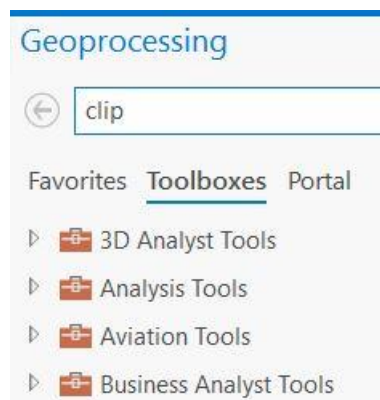 Geoprocessing
clip
Favorites Toolboxes Portal
3D Analyst Tools
Analysis Tools
Aviation Tools
Business Analyst Tools